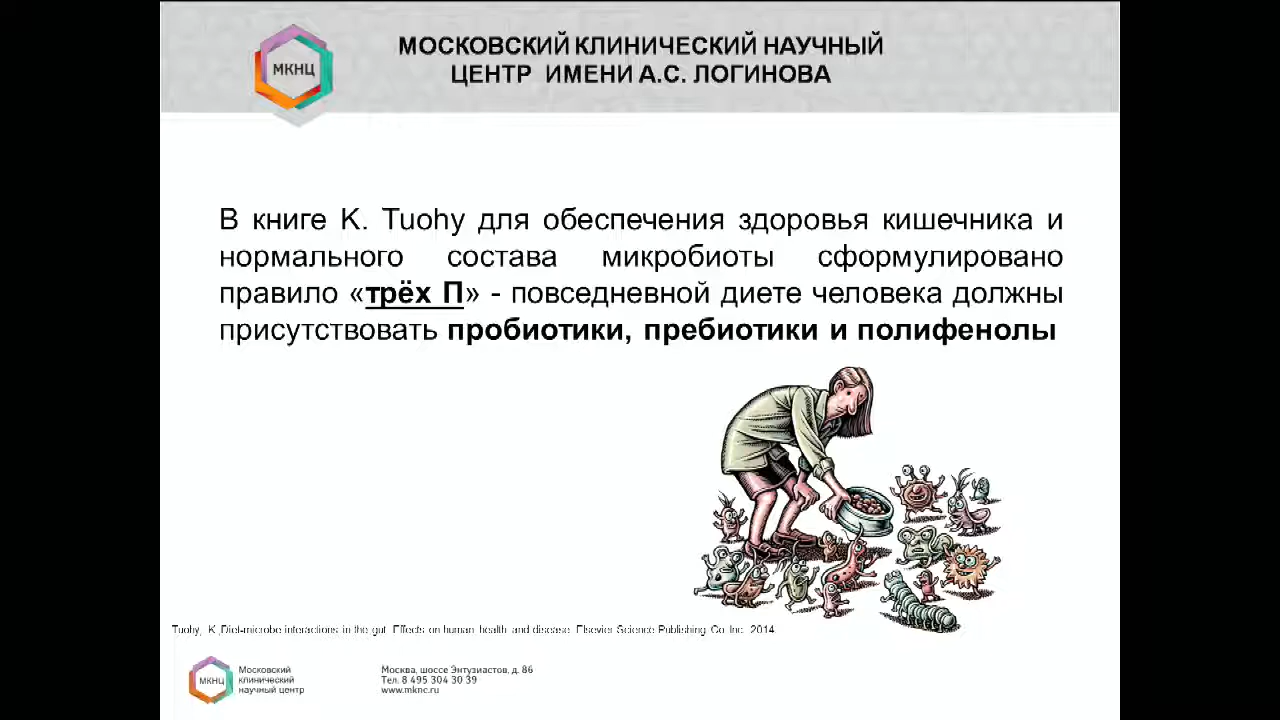 МКНЦ
МОСКОВСКИЙ КЛИНИЧЕСКИЙ НАУЧНЫЙ
ЦЕНТР ИМЕНИ А.С. ЛОГИНОВА
В книге K. Tuohy для обеспечения здоровья кишечника и
нормального состава микробиоты сформулировано
правило «трёх П» - повседневной диете человека должны
присутствовать пробиотики, пребиотики и полифенолы
Tuohy, K .Diet-microbe interactions in the gut. Effects on human health and disease. Elsevier Science Publishing Co Inc. 2014.
МКНЦ
Московский
клинический
научный центр
Москва, шоссе Энтузиастов, д. 86
Тел. 8 495 304 30 39
www.mknc.ru